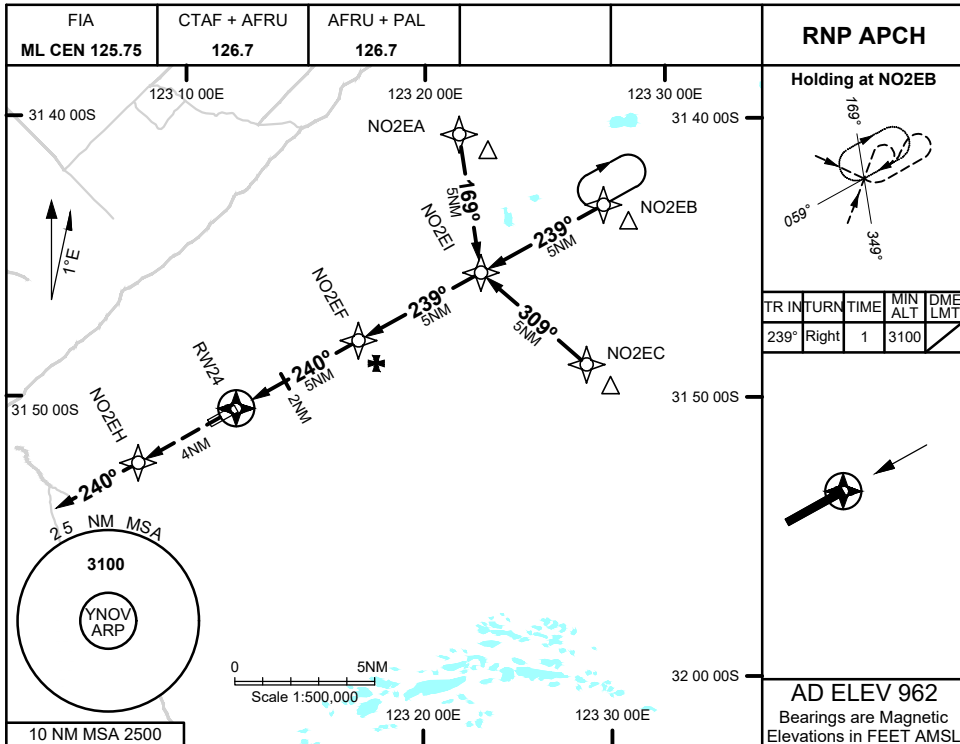 FIA
ML CEN 125.75
CTAF + AFRU
126.7
AFRU + PAL
126.7
RNP APCH
123 10 00E
123 20 00E
123 30 00E
31 40 00S
31 40 00S
NO2EA
169°
5NM
NO2EB
239°
5NM
NO2EI
1°E
239°
5NM
309°
5NM
NO2EC
NO2EF
240°
5NM
2NM
RW24
4NM
31 50 00S
31 50 00S
NO2EH
240°
25 NM MSA
3100
YNOV
ARP
0 5NM
Scale 1:500,000
32 00 00S
123 20 00E
123 30 00E
10 NM MSA 2500
Holding at NO2EB
169°
059°
349°
TR IN TURN TIME MIN ALT DME LMT
239° Right 1 3100
AD ELEV 962
Bearings are Magnetic
Elevations in FEET AMSL